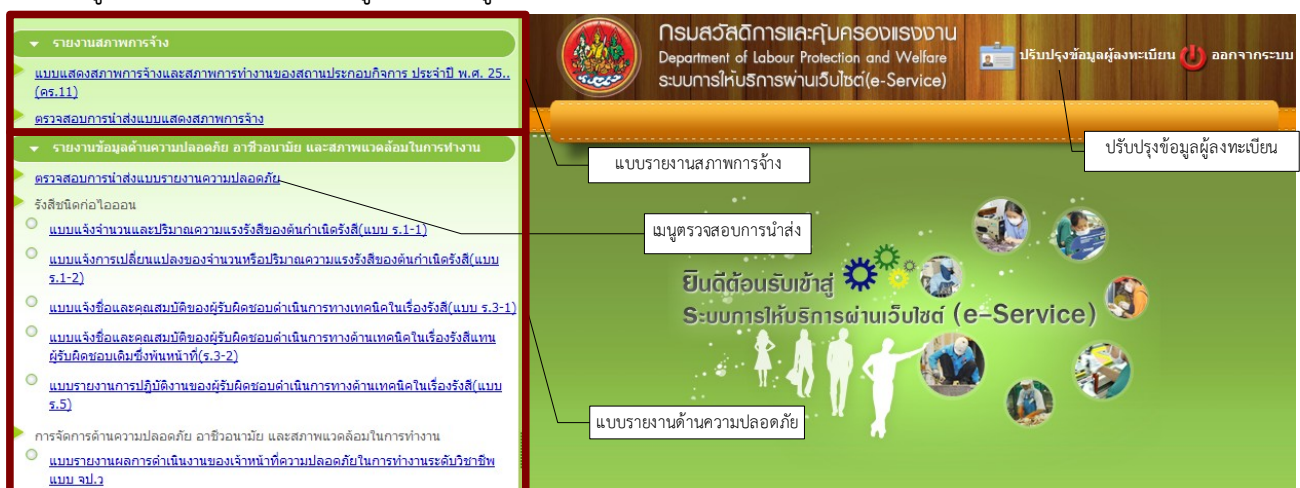 รายงานสภาพการจ้าง
แบบแสดงสภาพการจ้างและสภาพการทำงานของสถานประกอบกิจการ ประจำปี พ.ศ. 25..
(คร.11)
ตรวจสอบการนำส่งแบบแสดงสภาพการจ้าง
รายงานข้อมูลด้านความปลอดภัย อาชีวอนามัย และสภาพแวดล้อมในการทำงาน
ตรวจสอบการนำส่งแบบรายงานความปลอดภัย
รังสีชนิดก่อไอออน
แบบแจ้งจำนวนและปริมาณความแรงรังสีของต้นกำเนิดรังสี(แบบ ร.1-1)
แบบแจ้งการเปลี่ยนแปลงของจำนวนหรือปริมาณความแรงรังสีของต้นกำเนิดรังสี(แบบ
ร.1-2)
แบบแจ้งชื่อและคุณสมบัติของผู้รับผิดชอบดำเนินการทางเทคนิคในเรื่องรังสี(แบบ ร.3-1)
แบบแจ้งชื่อและคุณสมบัติของผู้รับผิดชอบดำเนินการทางด้านเทคนิคในเรื่องรังสีแทน
ผู้รับผิดชอบเดิมซึ่งพ้นหน้าที่(ร.3-2)
แบบรายงานการปฏิบัติงานของผู้รับผิดชอบดำเนินการทางด้านเทคนิคในเรื่องรังสี(แบบ
ร.5)
การจัดการด้านความปลอดภัย อาชีวอนามัย และสภาพแวดล้อมในการทำงาน
แบบรายงานผลการดำเนินงานของเจ้าหน้าที่ความปลอดภัยในการทำงานระดับวิชาชีพ
แบบ จป.ว
กรมสวัสดิการและคุ้มครองแรงงาน
Department of Labour Protection and Welfare
ระบบการให้บริการผ่านเว็บไซต์(e-Service)
ปรับปรุงข้อมูลผู้ลงทะเบียน
ออกจากระบบ
ปรับปรุงข้อมูลผู้ลงทะเบียน
แบบรายงานสภาพการจ้าง
เมนูตรวจสอบการนำส่ง
ยินดีต้อนรับเข้าสู่
ระบบการให้บริการผ่านเว็บไซต์ (e-Service)
แบบรายงานด้านความปลอดภัย